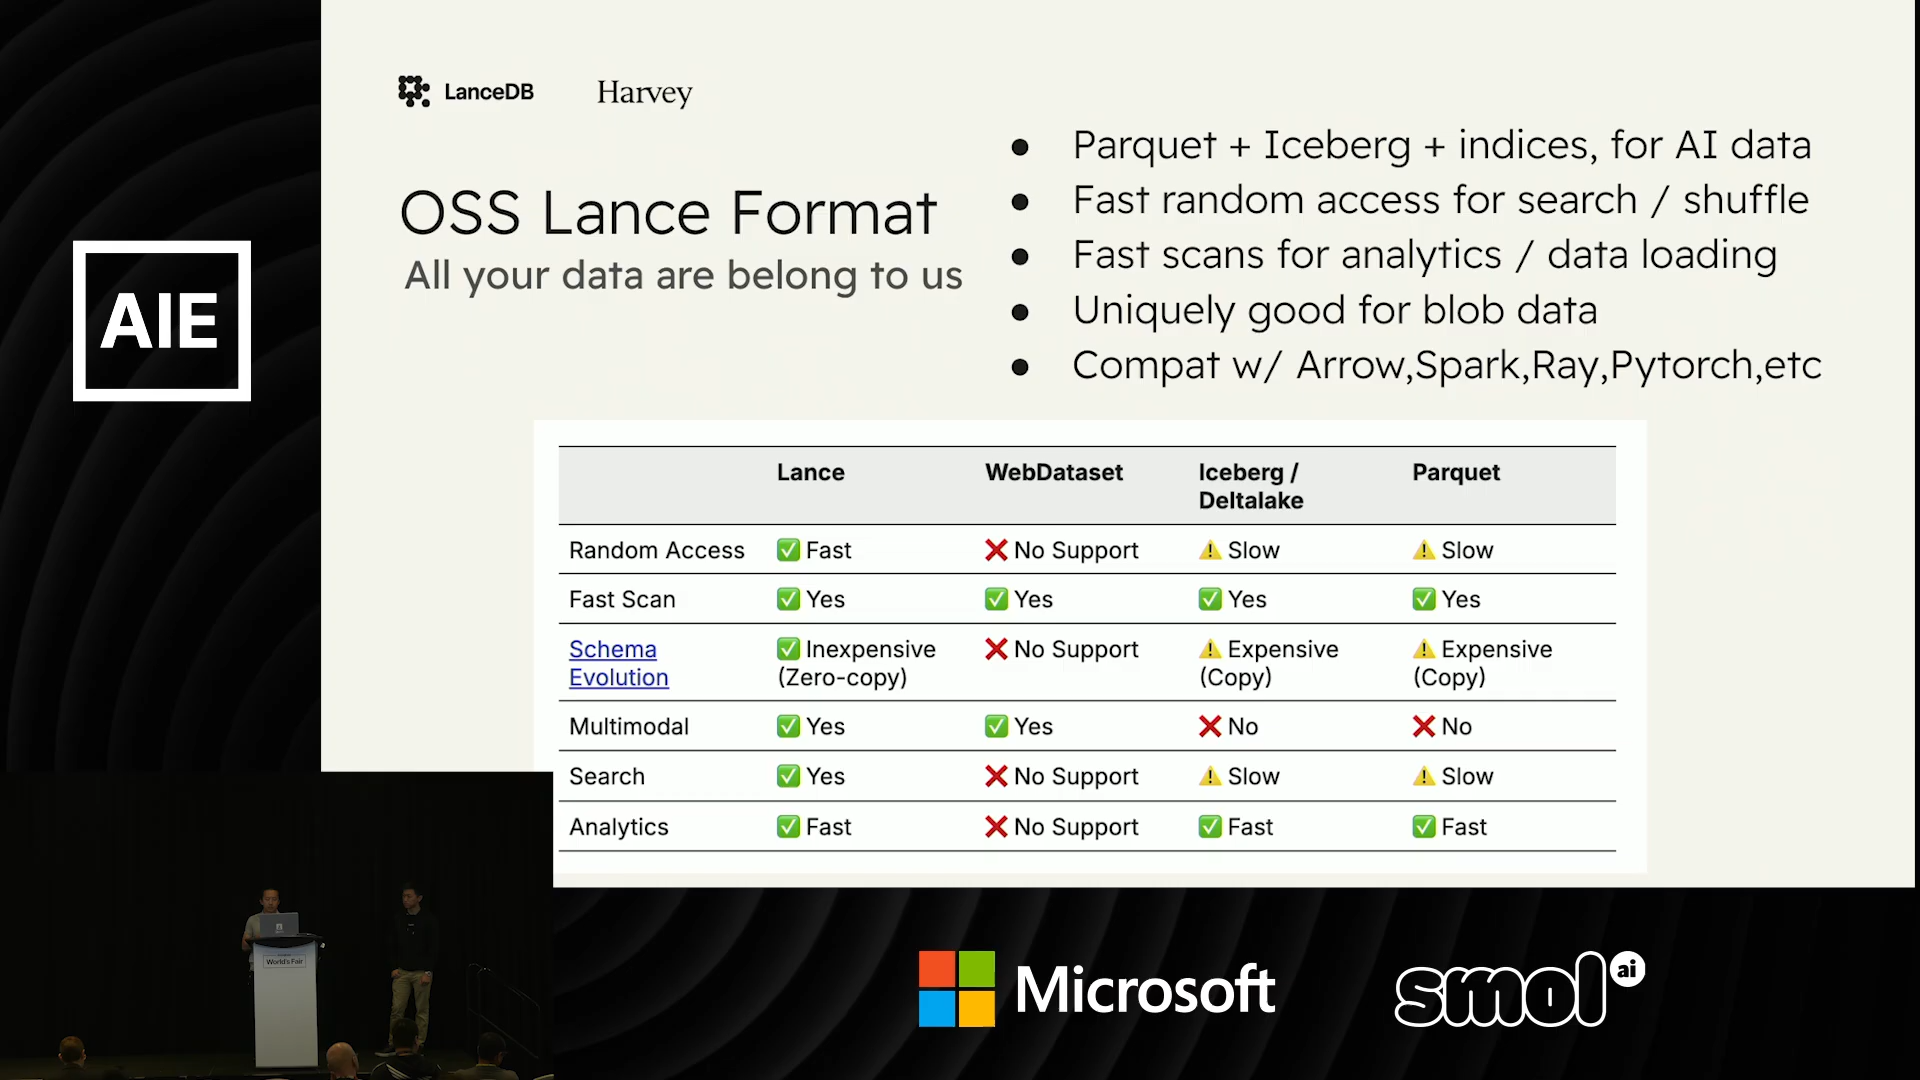 LanceDB Harvey
OSS Lance Format
All your data are belong to us
● Parquet + Iceberg + indices, for AI data
● Fast random access for search / shuffle
● Fast scans for analytics / data loading
● Uniquely good for blob data
● Compat w/ Arrow,Spark,Ray,Pytorch,etc
AIE
Lance WebDataset Iceberg / Deltalake Parquet
Random Access ✅ Fast ❌ No Support ⚠️ Slow ⚠️ Slow
Fast Scan ✅ Yes ✅ Yes ✅ Yes ✅ Yes
Schema Evolution ✅ Inexpensive (Zero-copy) ❌ No Support ⚠️ Expensive (Copy) ⚠️ Expensive (Copy)
Multimodal ✅ Yes ✅ Yes ❌ No ❌ No
Search ✅ Yes ❌ No Support ⚠️ Slow ⚠️ Slow
Analytics ✅ Fast ❌ No Support ✅ Fast ✅ Fast
World's Fair
Microsoft
smol ai